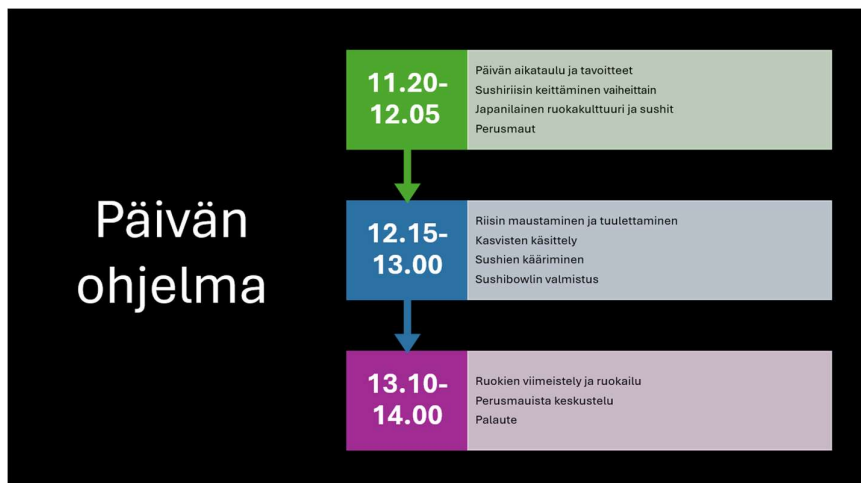 Päivän
ohjelma
11.20-
12.05
Päivän aikataulu ja tavoitteet
Sushiriisin keittäminen vaiheittain
Japanilainen ruokakulttuuri ja sushit
Perusmaut
12.15-
13.00
Riisin maustaminen ja tuulettaminen
Kasvisten käsittely
Sushien kääriminen
Sushibowlin valmistus
13.10-
14.00
Ruokien viimeistely ja ruokailu
Perusmauista keskustelu
Palaute